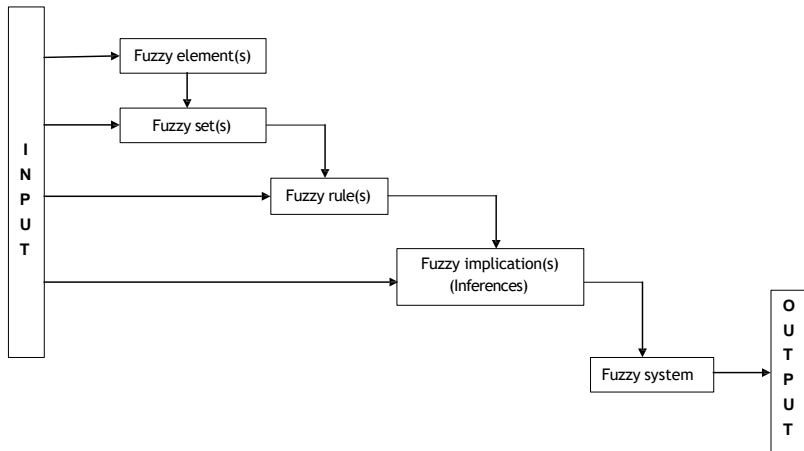 INPUT
Fuzzy element(s)
Fuzzy set(s)
Fuzzy rule(s)
Fuzzy implication(s)
(Inferences)
Fuzzy system
OUTPUT